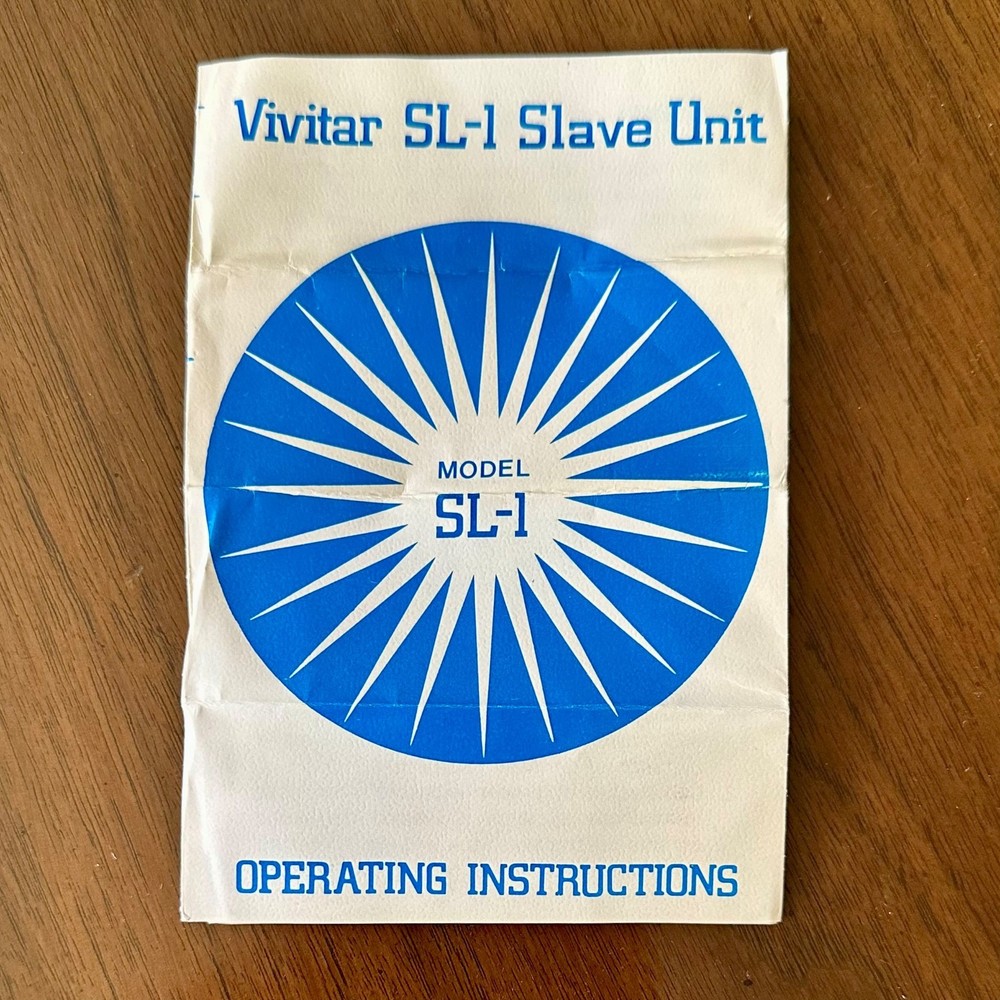 Vivitar SL-1 Slave Unit
MODEL
SL-1
OPERATING INSTRUCTIONS